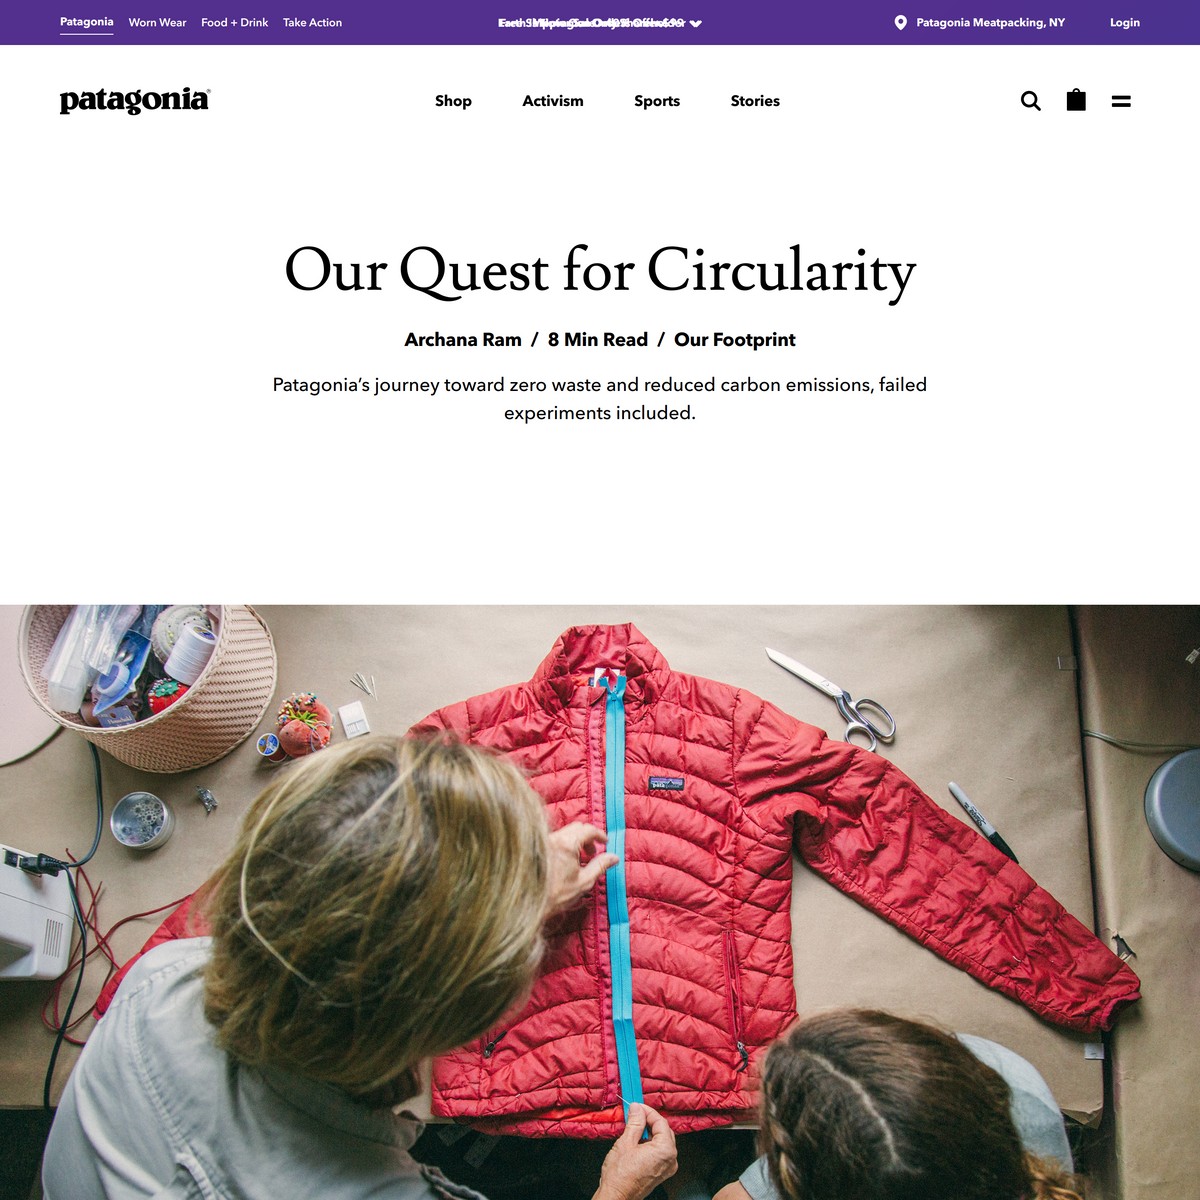 Patagonia Worn Wear Food + Drink Take Action
Patagonia Meatpacking, NY Login
patagonia®
Shop Activism Sports Stories
Our Quest for Circularity
Archana Ram / 8 Min Read / Our Footprint
Patagonia’s journey toward zero waste and reduced carbon emissions, failed
experiments included.